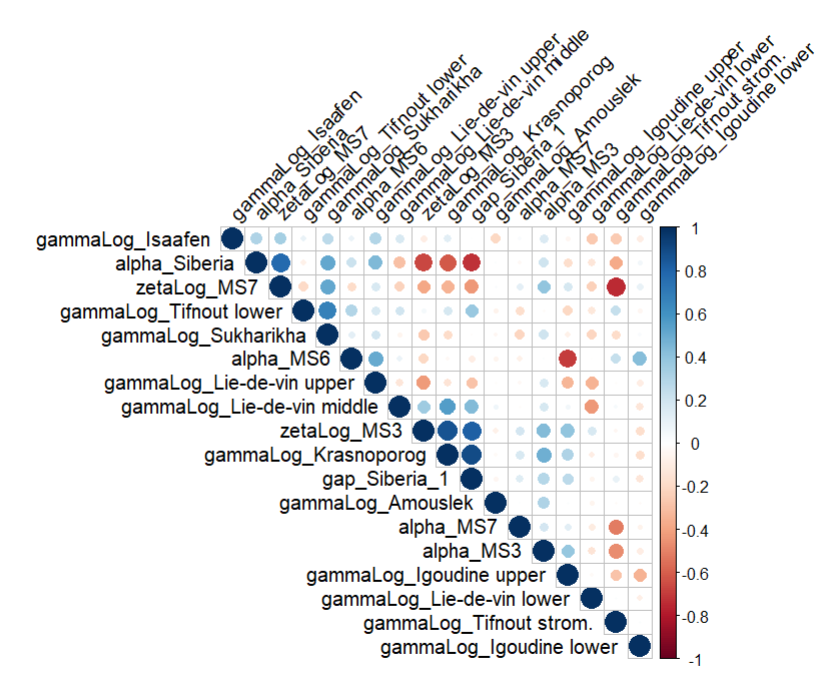 gammaLog_Isaafen
alpha_Siberia
zetaLog_MS7
gammaLog_Tifnout lower
gammaLog_Sukharikha
alpha_MS6
gammaLog_Lie-de-vin upper
gammaLog_Lie-de-vin middle
zetaLog_MS3
gammaLog_Krasnoporog
gap_Siberia_1
gammaLog_Amouslek
alpha_MS7
alpha_MS3
gammaLog_Igoudine upper
gammaLog_Lie-de-vin lower
gammaLog_Tifnout strom.
gammaLog_Igoudine lower
gammaLog_Isaafen
alpha_Siberia
zetaLog_MS7
gammaLog_Tifnout lower
gammaLog_Sukharikha
alpha_MS6
gammaLog_Lie-de-vin upper
gammaLog_Lie-de-vin middle
zetaLog_MS3
gammaLog_Krasnoporog
gap_Siberia_1
gammaLog_Amouslek
alpha_MS7
alpha_MS3
gammaLog_Igoudine upper
gammaLog_Lie-de-vin lower
gammaLog_Tifnout strom.
gammaLog_Igoudine lower
1
0.8
0.6
0.4
0.2
0
-0.2
-0.4
-0.6
-0.8
-1